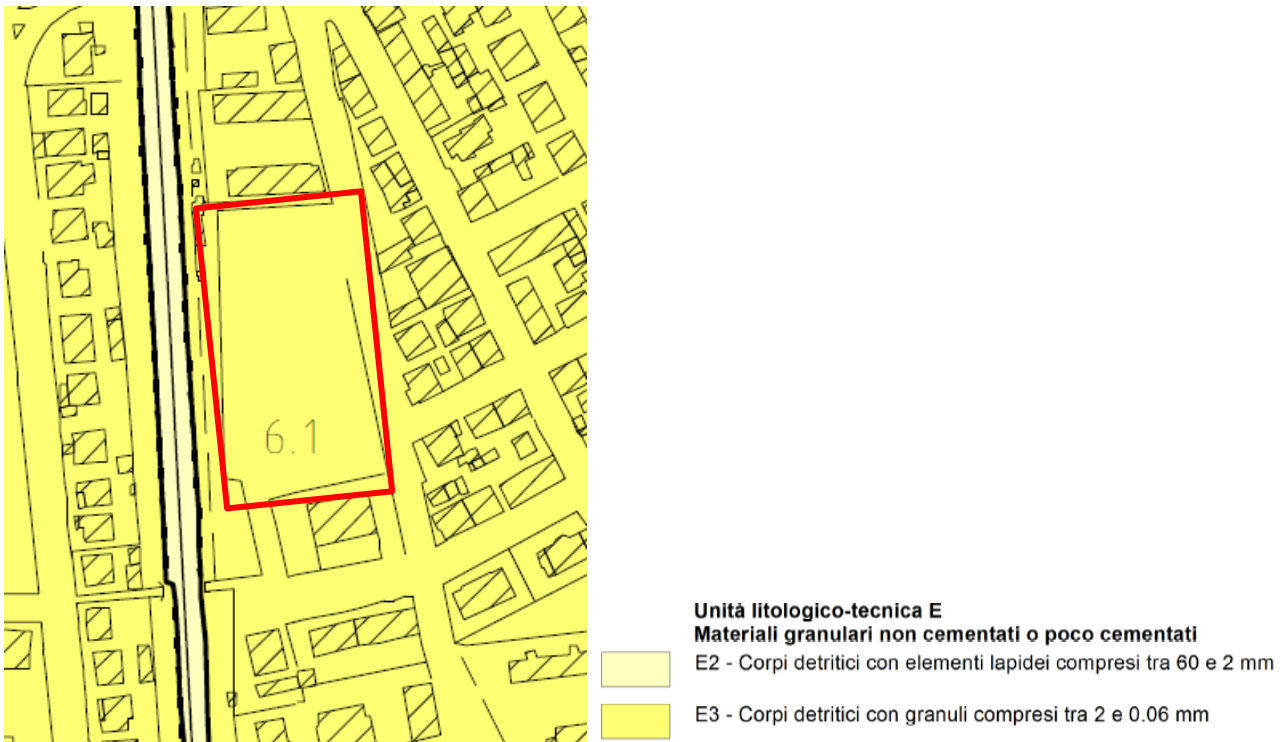 6.1
Unità litologico-tecnica E
Materiali granulari non cementati o poco cementati
E2 - Corpi detritici con elementi lapidei compresi tra 60 e 2 mm
E3 - Corpi detritici con granuli compresi tra 2 e 0.06 mm